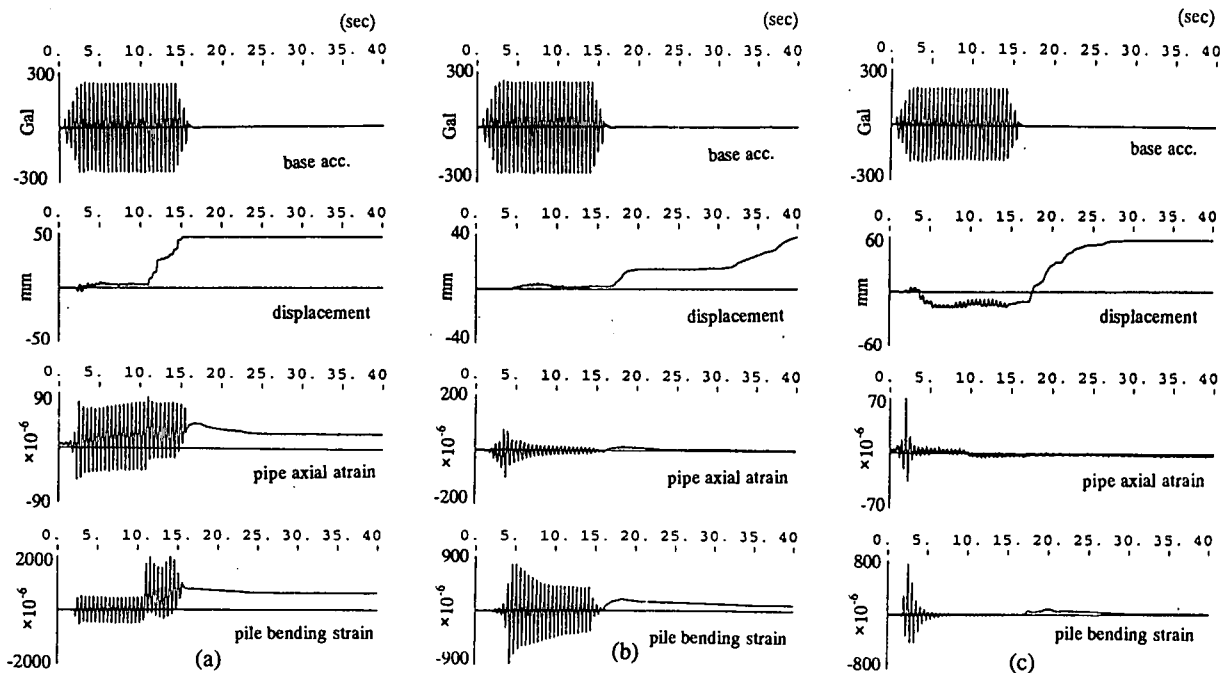 (sec)
0. 5. 10. 15. 20. 25. 30. 35. 40
300
Gal
-300
base acc.
0. 5. 10. 15. 20. 25. 30. 35. 40
50
mm
-50
displacement
0. 5. 10. 15. 20. 25. 30. 35. 40
90
×10-6
-90
pipe axial atrain
0. 5. 10. 15. 20. 25. 30. 35. 40
2000
×10-6
-2000
pile bending strain
(a)
(sec)
0. 5. 10. 15. 20. 25. 30. 35. 40
300
Gal
-300
base acc.
0. 5. 10. 15. 20. 25. 30. 35. 40
40
mm
-40
displacement
0. 5. 10. 15. 20. 25. 30. 35. 40
200
×10-6
-200
pipe axial atrain
0. 5. 10. 15. 20. 25. 30. 35. 40
900
×10-6
-900
pile bending strain
(b)
(sec)
0. 5. 10. 15. 20. 25. 30. 35. 40
300
Gal
-300
base acc.
0. 5. 10. 15. 20. 25. 30. 35. 40
60
mm
-60
displacement
0. 5. 10. 15. 20. 25. 30. 35. 40
70
×10-6
-70
pipe axial atrain
0. 5. 10. 15. 20. 25. 30. 35. 40
800
×10-6
-800
pile bending strain
(c)